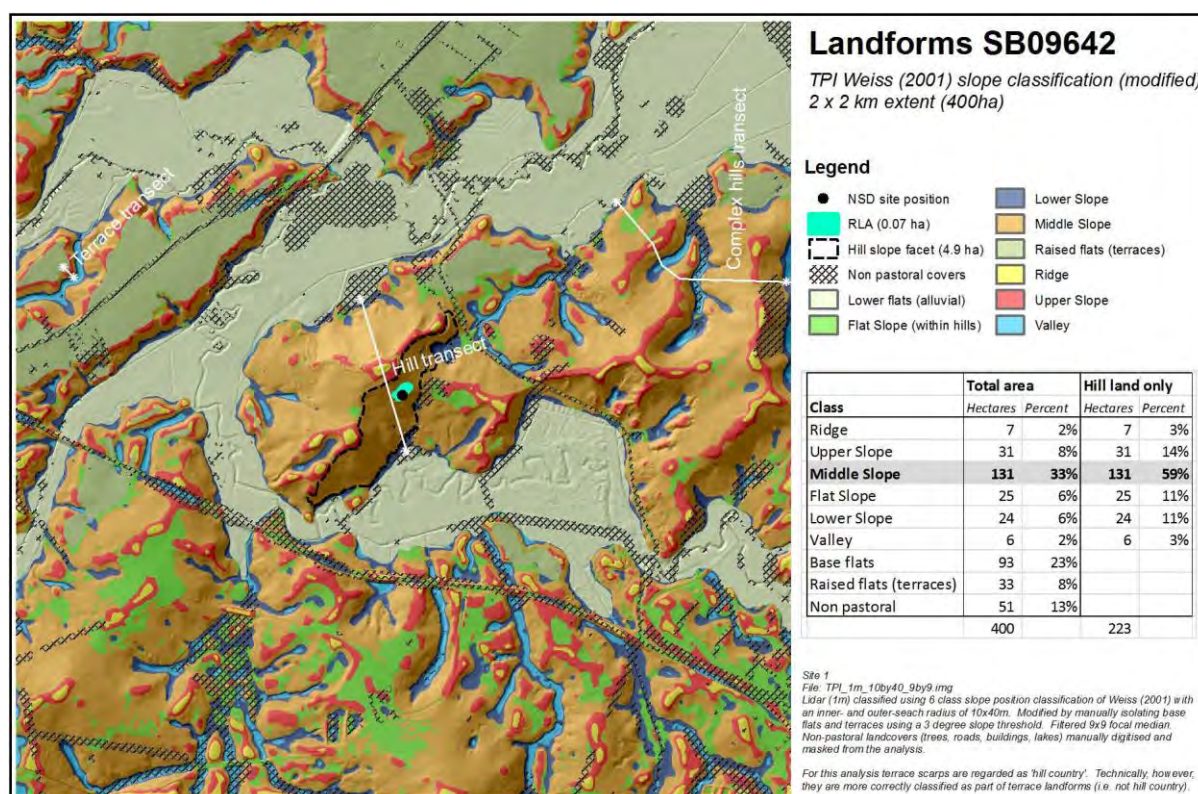 Landforms SB09642
TPI Weiss (2001) slope classification (modified)
2 x 2 km extent (400ha)
Legend
NSD site position
RLA (0.07 ha)
Hill slope facet (4.9 ha)
Non pastoral covers
Lower flats (alluvial)
Flat Slope (within hills)
Lower Slope
Middle Slope
Raised flats (terraces)
Ridge
Upper Slope
Valley
Terrace transect
Hill transect
Complex hills transect
Total area Hill land only
Class Hectares Percent Hectares Percent
Ridge 7 2% 7 3%
Upper Slope 31 8% 31 14%
Middle Slope 131 33% 131 59%
Flat Slope 25 6% 25 11%
Lower Slope 24 6% 24 11%
Valley 6 2% 6 3%
Base flats 93 23%
Raised flats (terraces) 33 8%
Non pastoral 51 13%
400 223
Site 1
File: TPI_1m_10by40_9by9.img
Lidar (1m) classified using 6 class slope position classification of Weiss (2001) with
an inner- and outer-seach radius of 10x40m. Modified by manually isolating base
flats and terraces using a 3 degree slope threshold. Filtered 9x9 focal median.
Non-pastoral landcovers (trees, roads, buildings, lakes) manually digitised and
masked from the analysis.
For this analysis terrace scarps are regarded as 'hill country'. Technically, however,
they are more correctly classified as part of terrace landforms (i.e. not hill country).